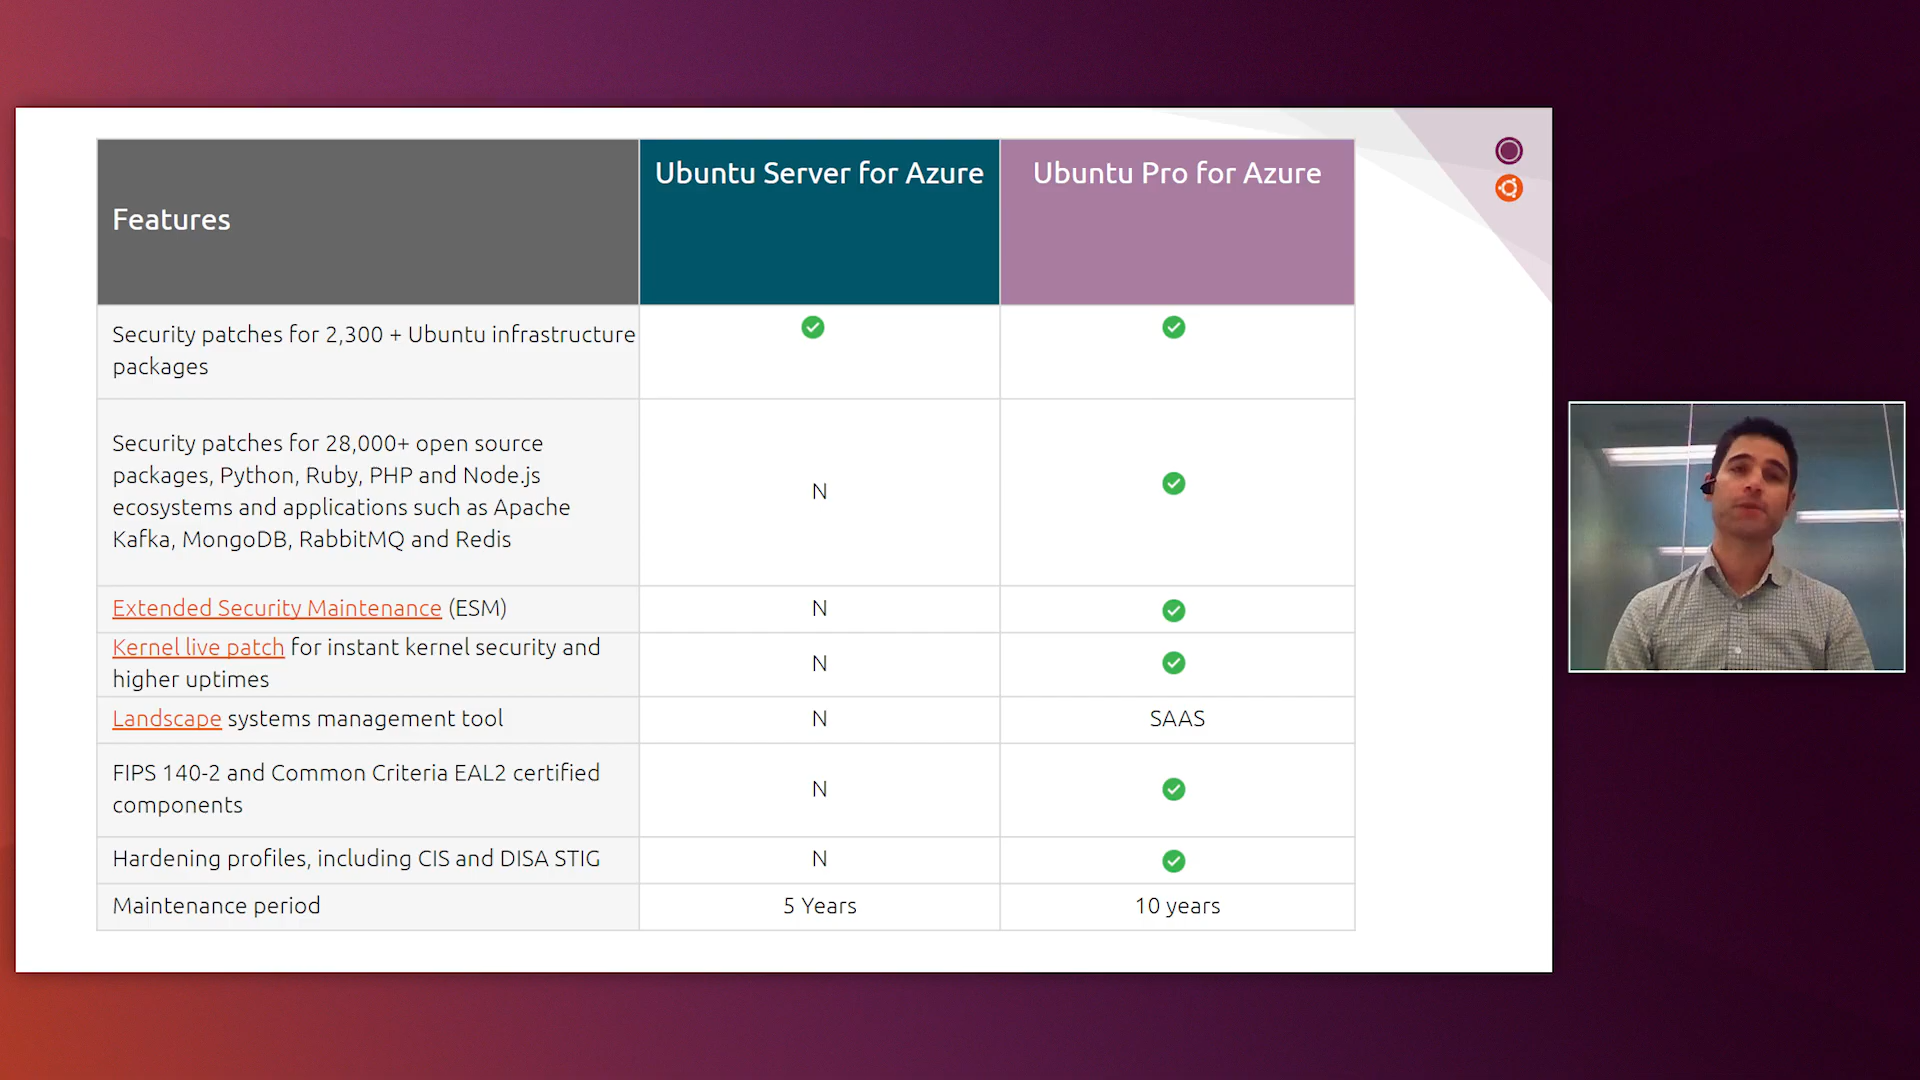 Features
Ubuntu Server for Azure
Ubuntu Pro for Azure
Security patches for 2,300 + Ubuntu infrastructure
packages
Security patches for 28,000+ open source
packages, Python, Ruby, PHP and Node.js
ecosystems and applications such as Apache
Kafka, MongoDB, RabbitMQ and Redis
N
Extended Security Maintenance (ESM)
N
Kernel live patch for instant kernel security and
higher uptimes
N
Landscape systems management tool
N
SAAS
FIPS 140-2 and Common Criteria EAL2 certified
components
N
Hardening profiles, including CIS and DISA STIG
N
Maintenance period
5 Years
10 years